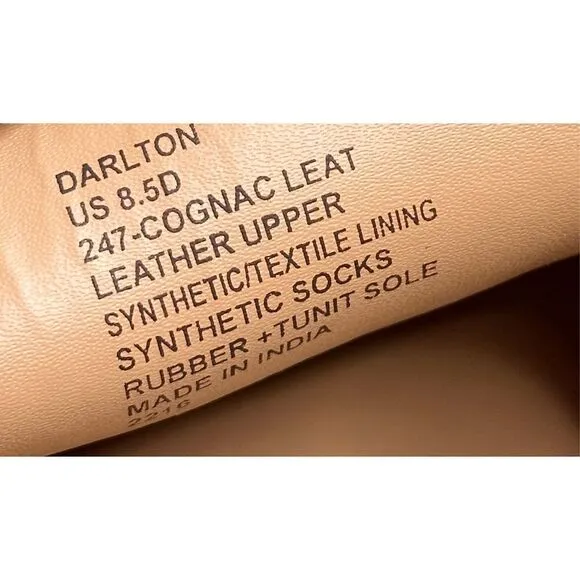 DARLTON
US 8.5D
247-COGNAC LEAT
LEATHER UPPER
SYNTHETIC/TEXTILE LINING
SYNTHETIC SOCKS
RUBBER +TUNIT SOLE
MADE IN INDIA
2216